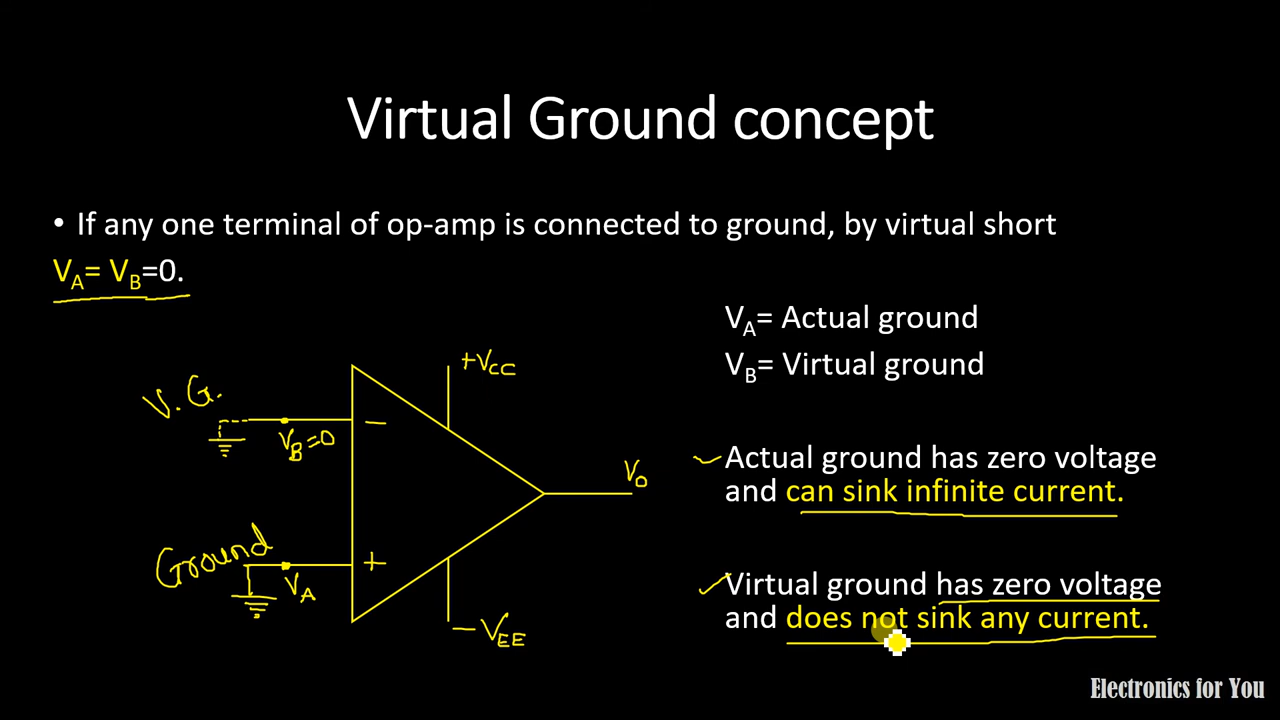 Virtual Ground concept
• If any one terminal of op-amp is connected to ground, by virtual short
VA= VB=0.
VA= Actual ground
VB= Virtual ground
+VCC
V.G.
VB=0
-
VO
Ground
+
VA
-VEE
Actual ground has zero voltage
and can sink infinite current.
Virtual ground has zero voltage
and does not sink any current.
Electronics for You